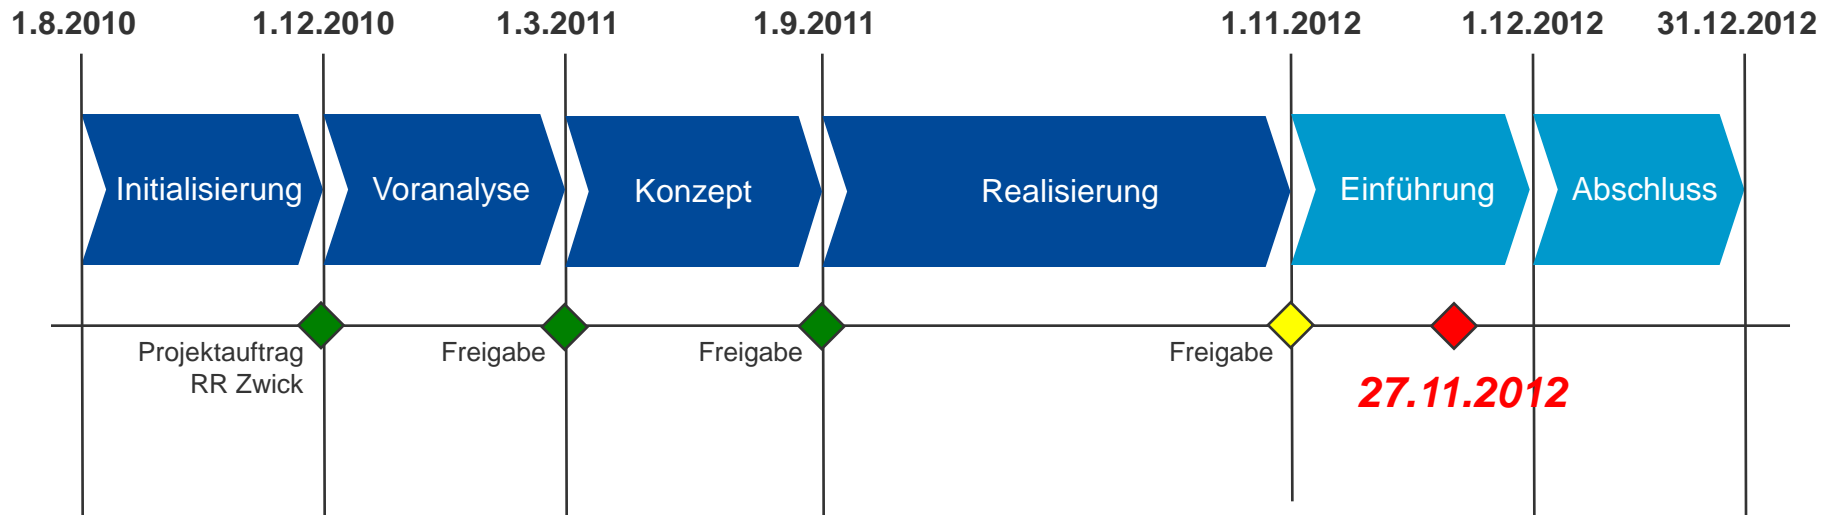 1.8.2010
1.12.2010
1.3.2011
1.9.2011
1.11.2012
1.12.2012
31.12.2012
Initialisierung
Voranalyse
Konzept
Realisierung
Einführung
Abschluss
Projektauftrag
RR Zwick
Freigabe
Freigabe
Freigabe
27.11.2012